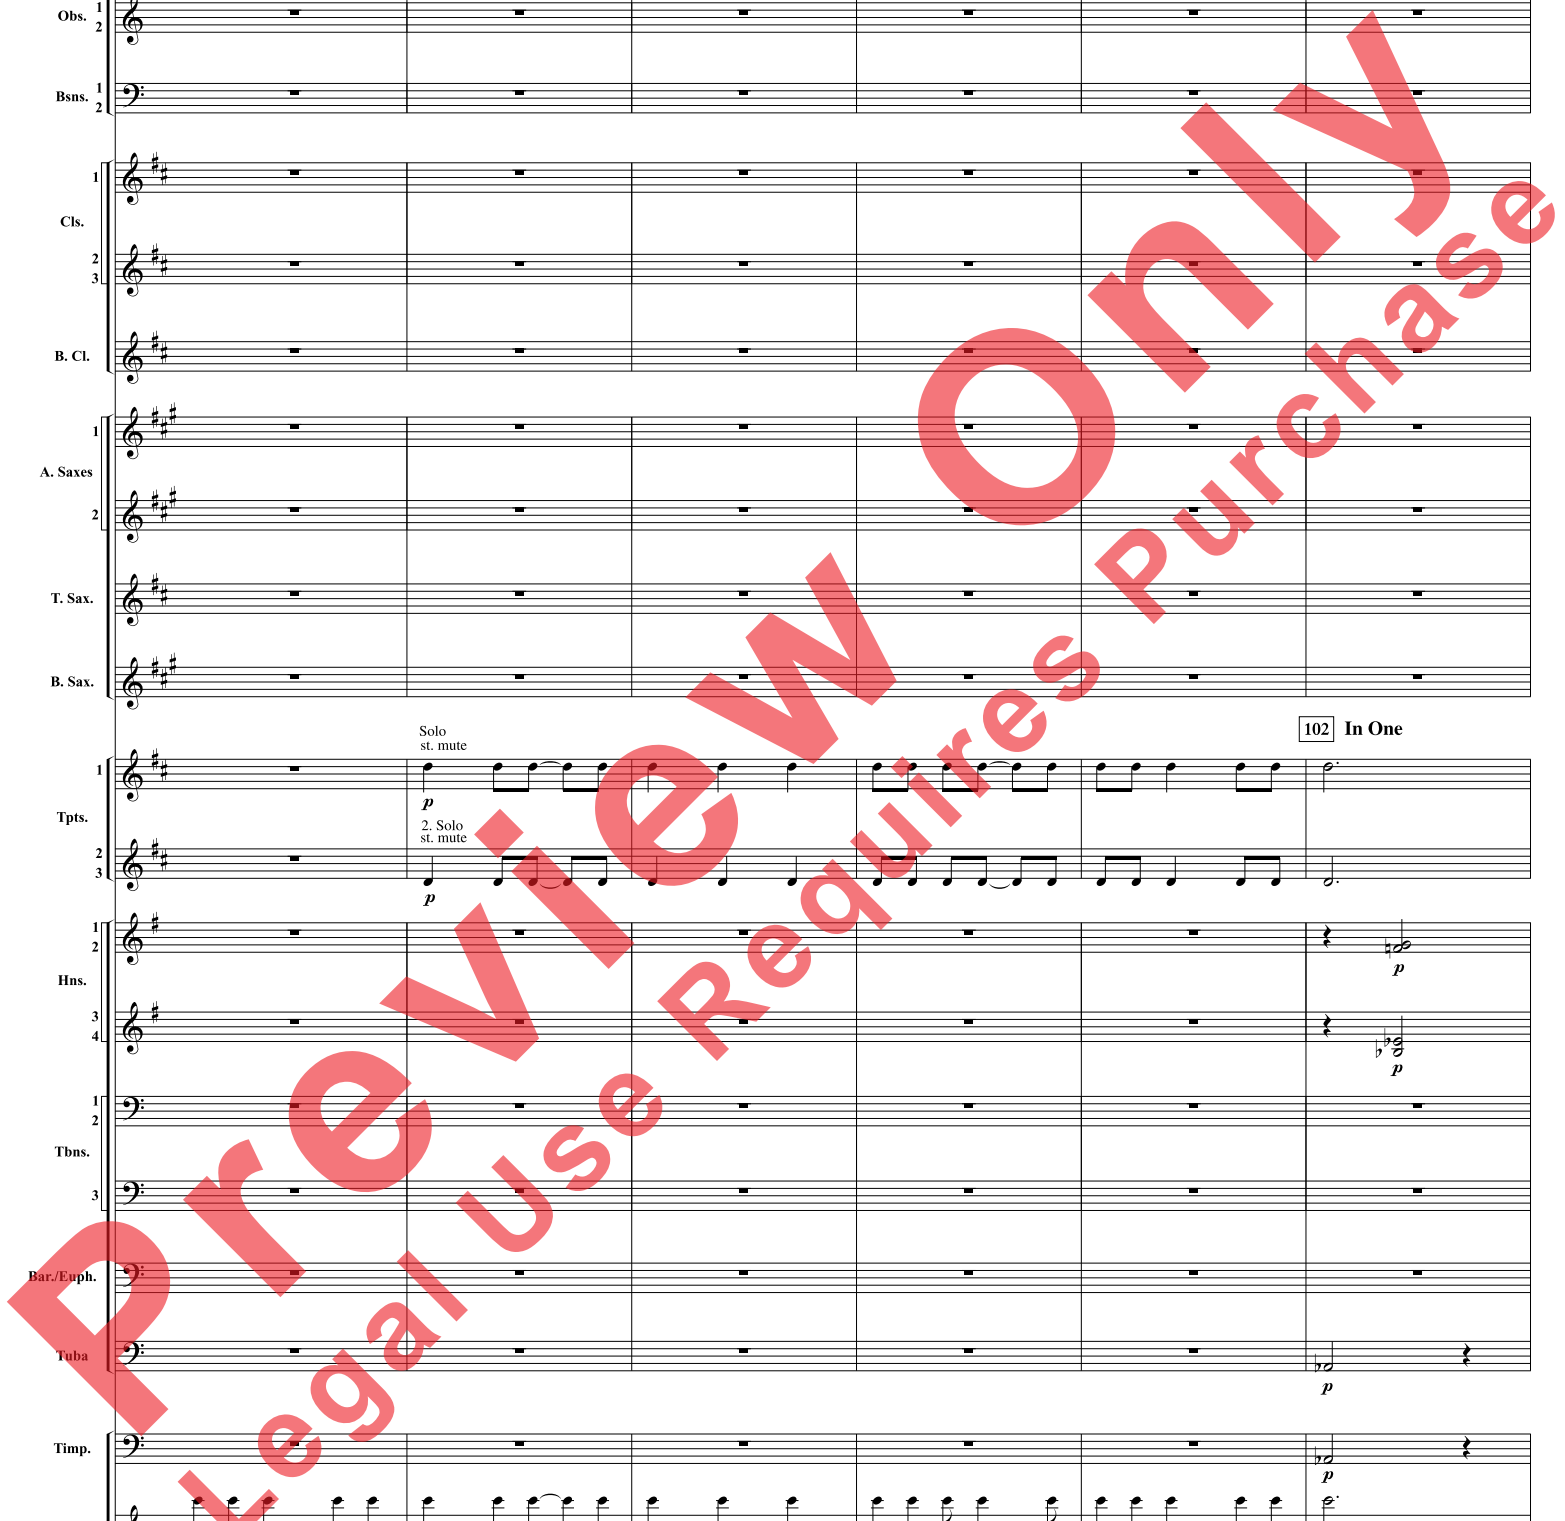 Obs. 1
2
Bsns. 1
2
1
Cls.
2
3
B. Cl.
1
A. Saxes
2
T. Sax.
B. Sax.
102 In One
Solo
st. mute
1
p
Tpts.
2. Solo
st. mute
2
3
p
1
2
p
Hns.
3
4
p
1
2
Tbns.
3
Bar./Euph.
Tuba
p
Timp.
p
Preview Only
Legal Use Requires Purchase